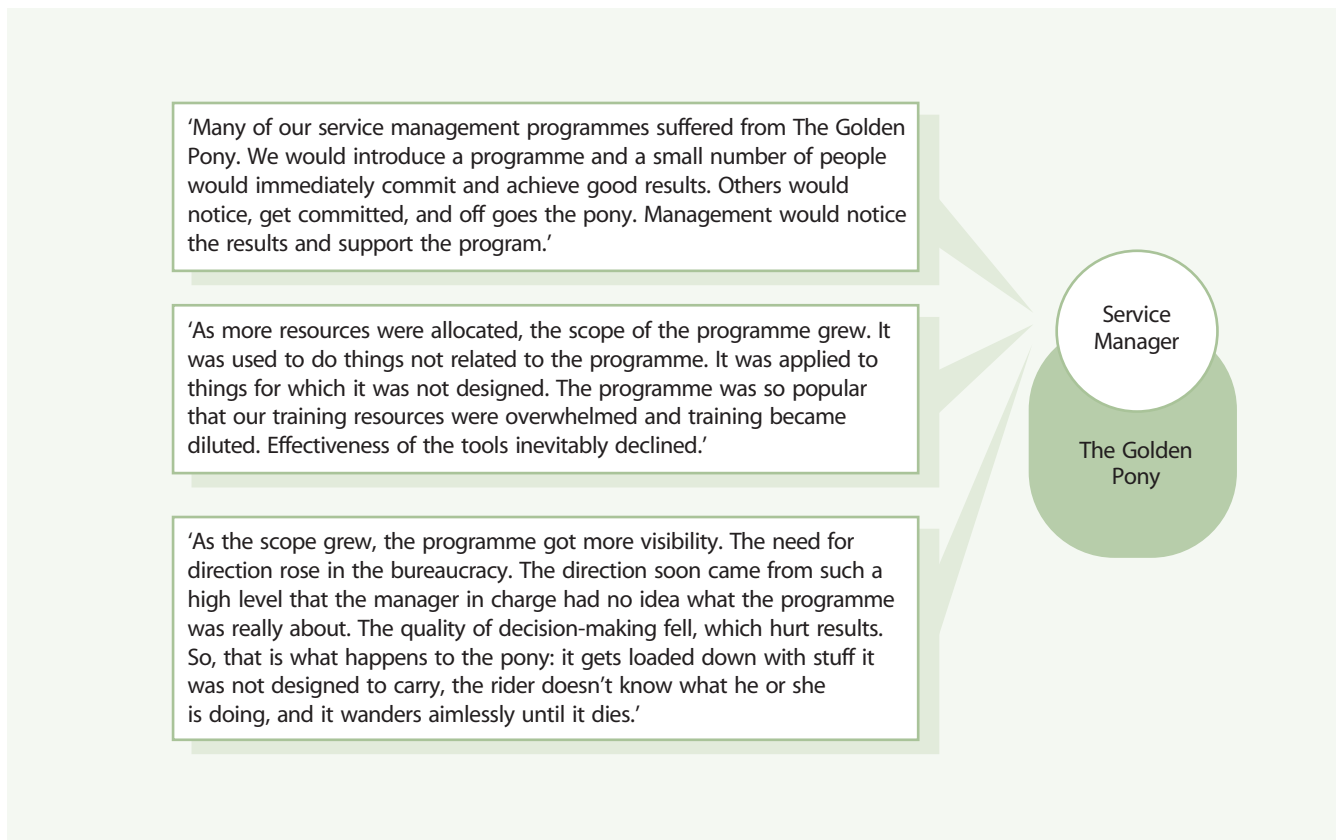 ‘Many of our service management programmes suffered from The Golden
Pony. We would introduce a programme and a small number of people
would immediately commit and achieve good results. Others would
notice, get committed, and off goes the pony. Management would notice
the results and support the program.’
‘As more resources were allocated, the scope of the programme grew. It
was used to do things not related to the programme. It was applied to
things for which it was not designed. The programme was so popular
that our training resources were overwhelmed and training became
diluted. Effectiveness of the tools inevitably declined.’
‘As the scope grew, the programme got more visibility. The need for
direction rose in the bureaucracy. The direction soon came from such a
high level that the manager in charge had no idea what the programme
was really about. The quality of decision-making fell, which hurt results.
So, that is what happens to the pony: it gets loaded down with stuff it
was not designed to carry, the rider doesn’t know what he or she
is doing, and it wanders aimlessly until it dies.’
Service
Manager
The Golden
Pony